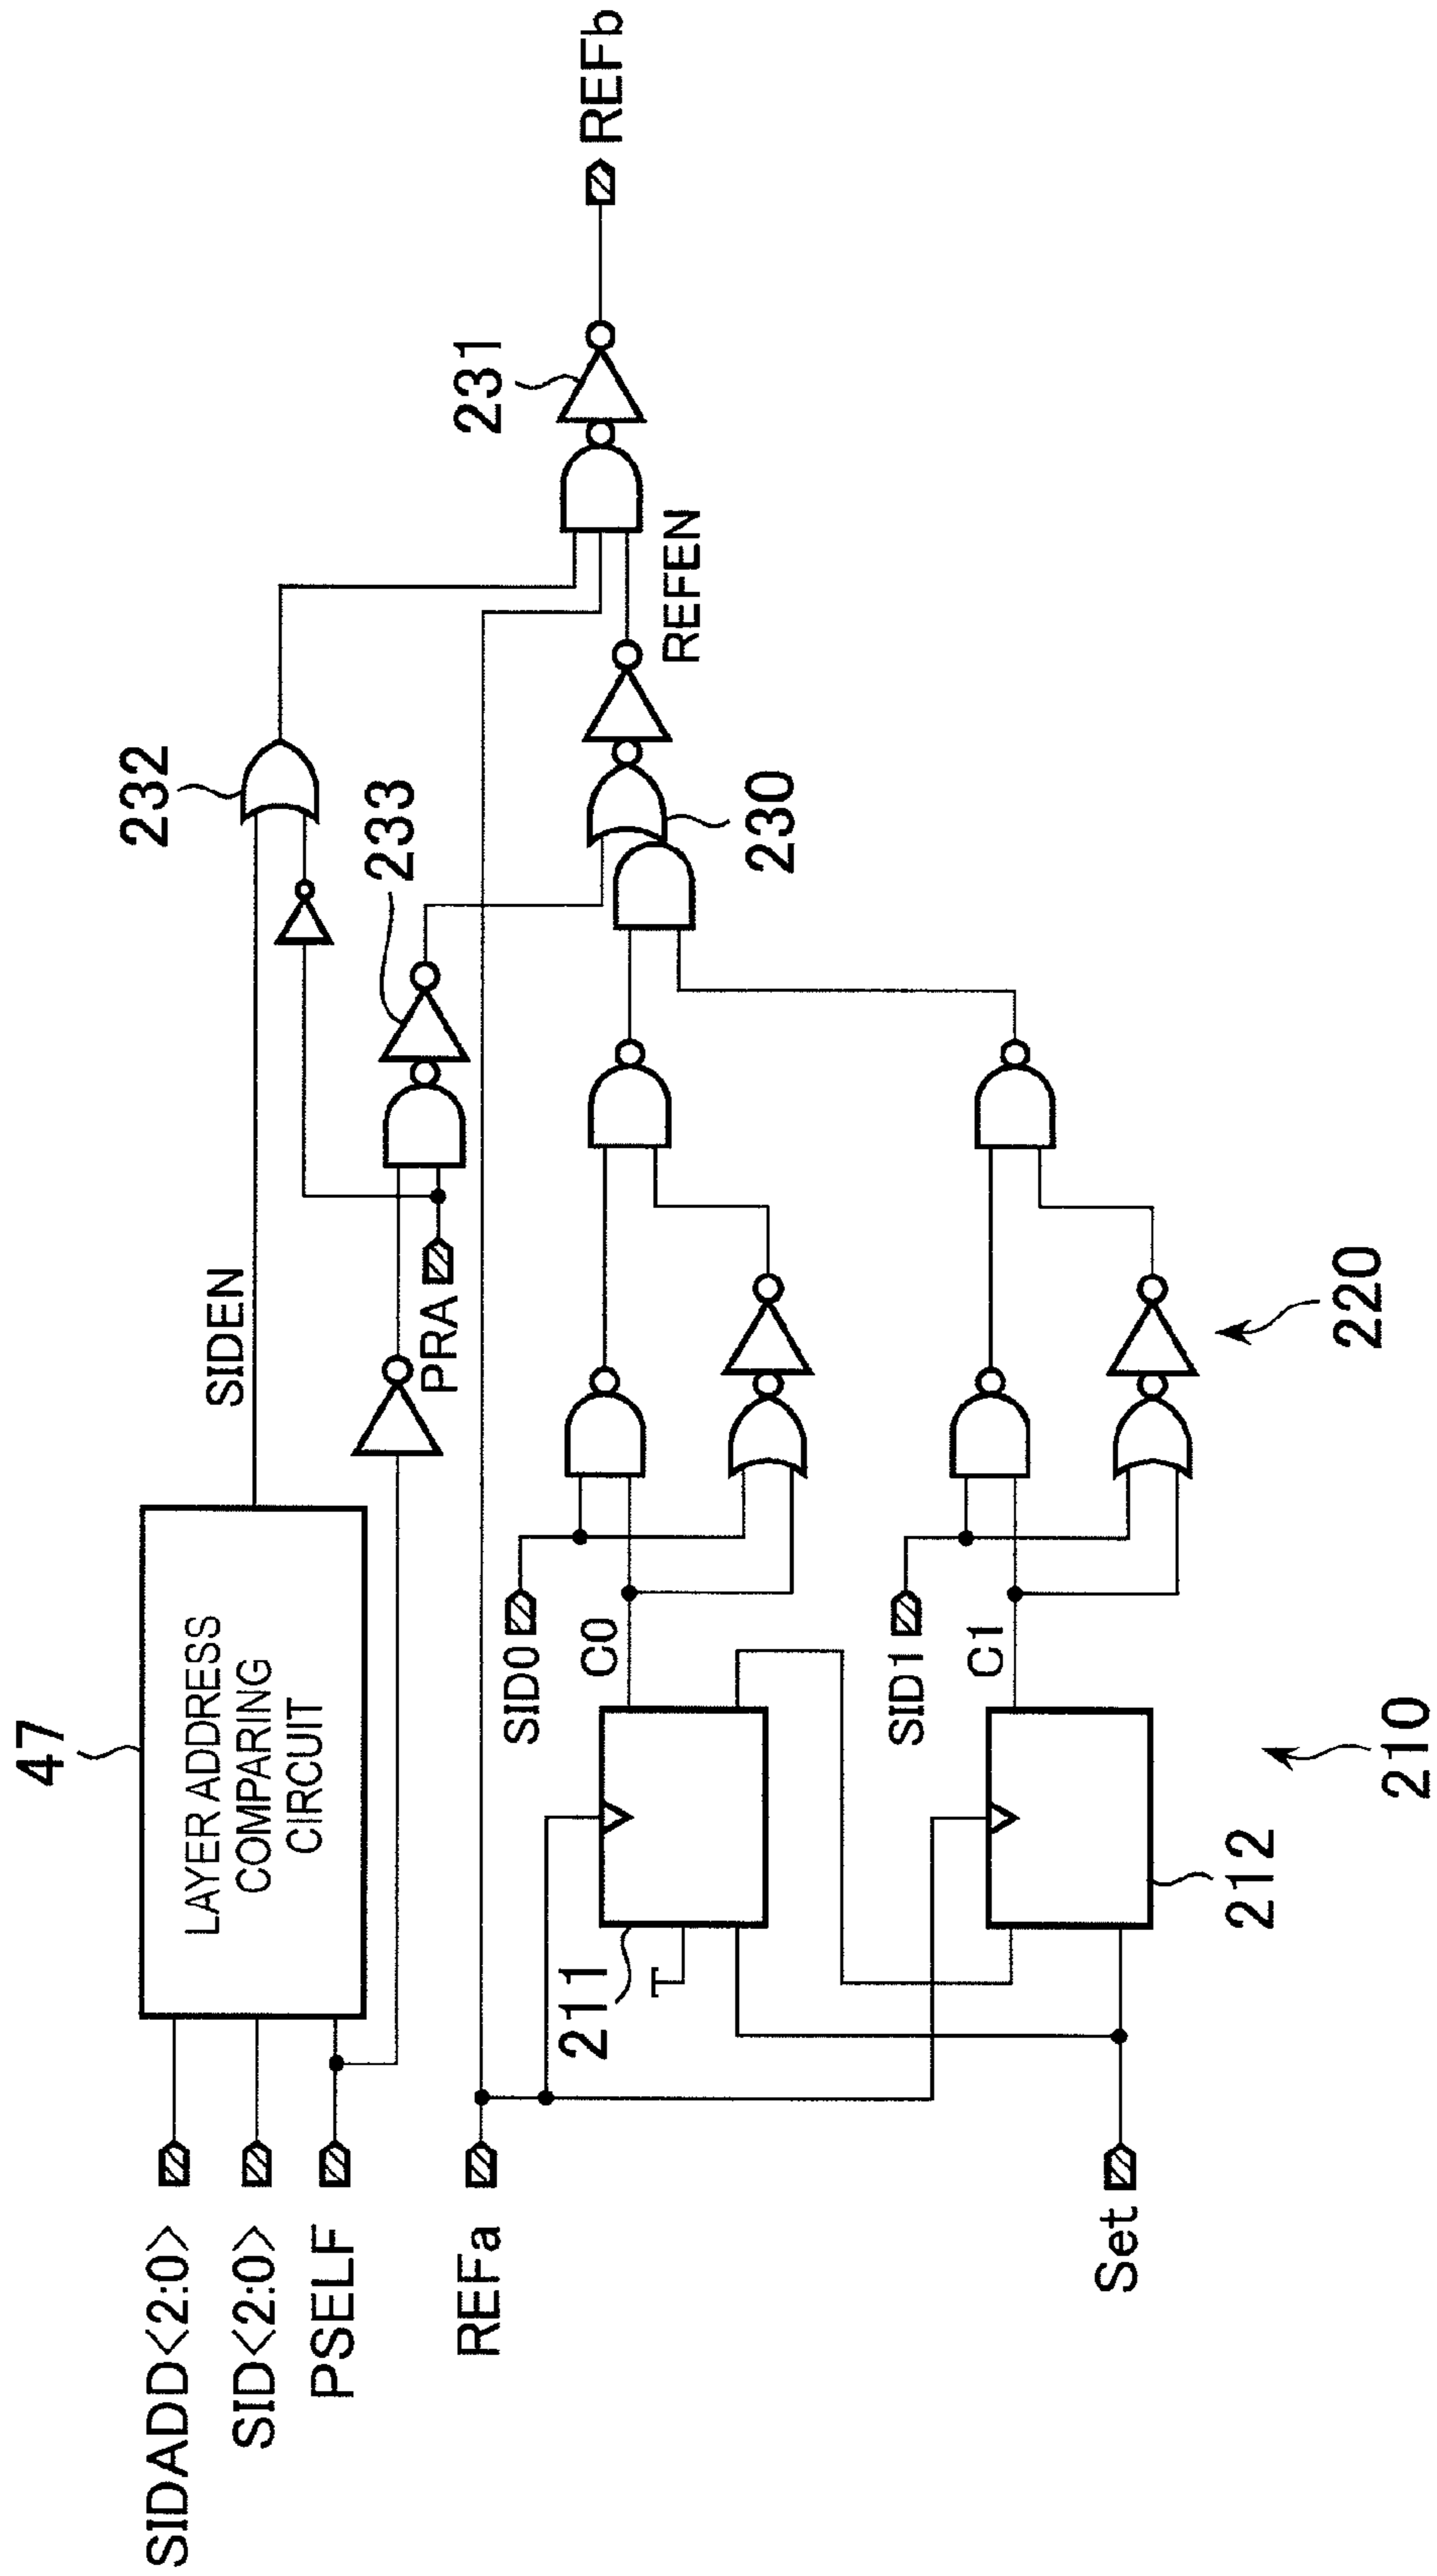 47
LAYER ADDRESS
COMPARING
CIRCUIT
SIDADD<2:0>
SID<2:0>
PSELF
SIDEN
232
233
PRA
REFa
231
REFb
REFEN
230
SID0
C0
211
SID1
C1
212
220
210
Set